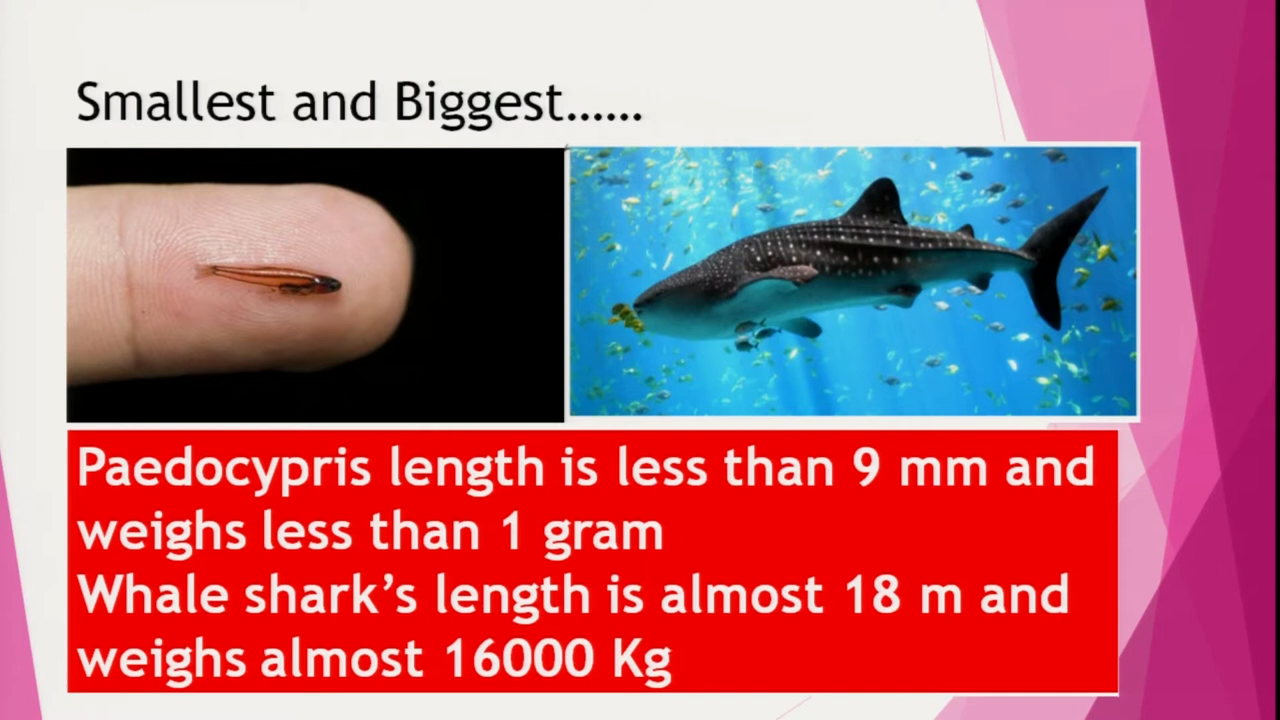 Smallest and Biggest......
Paedocypris length is less than 9 mm and
weighs less than 1 gram
Whale shark’s length is almost 18 m and
weighs almost 16000 Kg